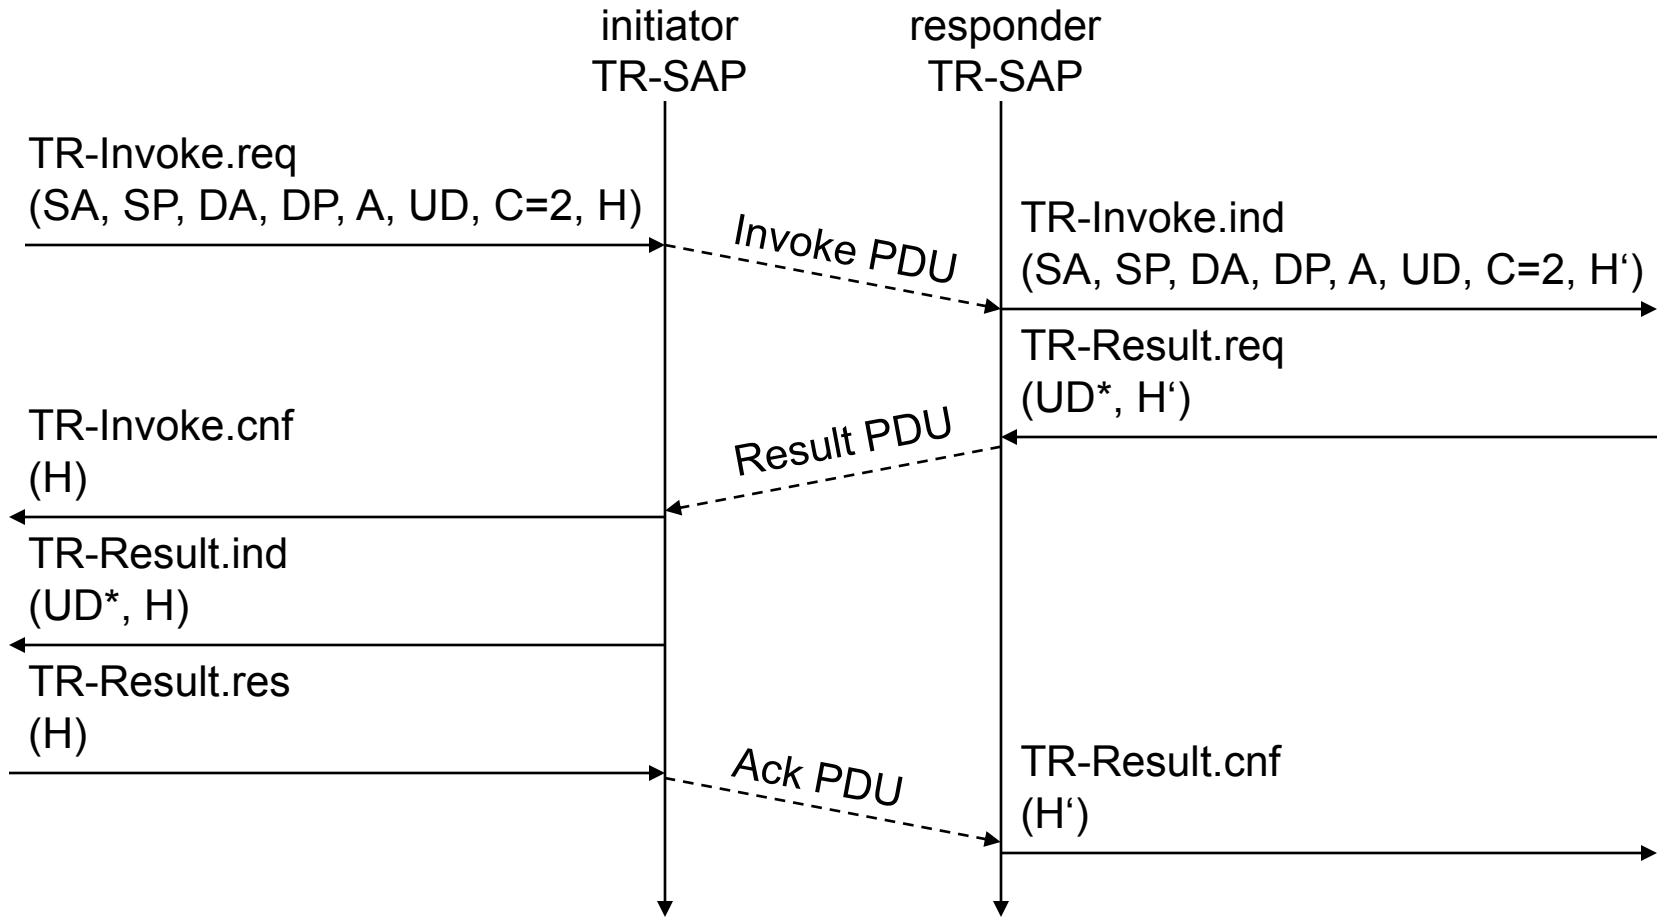 initiator
TR-SAP
responder
TR-SAP
TR-Invoke.req
(SA, SP, DA, DP, A, UD, C=2, H)
Invoke PDU
TR-Invoke.ind
(SA, SP, DA, DP, A, UD, C=2, H‘)
TR-Result.req
(UD*, H‘)
Result PDU
TR-Invoke.cnf
(H)
TR-Result.ind
(UD*, H)
TR-Result.res
(H)
Ack PDU
TR-Result.cnf
(H‘)